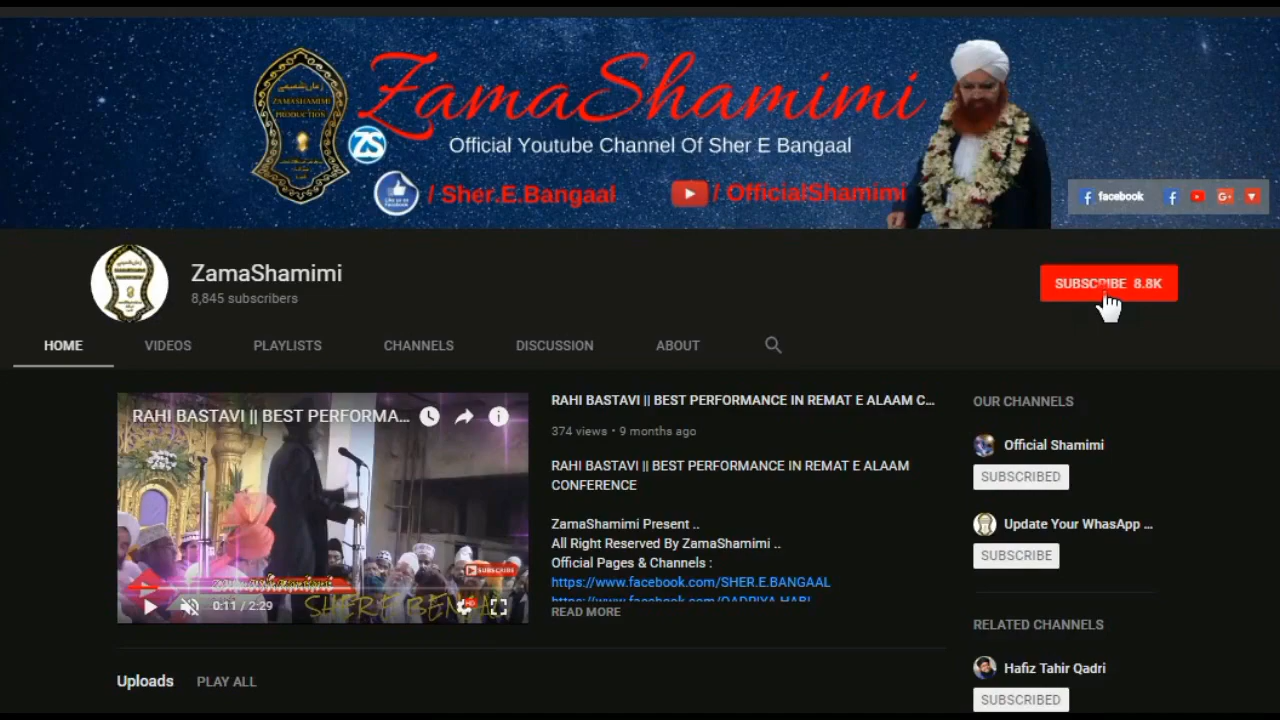 ZAMASHAMIMI
PRODUCTION
ZamaShamimi
ZS
Official Youtube Channel Of Sher E Bangaal
/ Sher.E.Bangaal
/ OfficialShamimi
facebook
ZamaShamimi
8,845 subscribers
SUBSCRIBE 8.8K
HOME VIDEOS PLAYLISTS CHANNELS DISCUSSION ABOUT
RAHI BASTAVI || BEST PERFORMA...
SUBSCRIBE
0:11 / 2:29
RAHI BASTAVI || BEST PERFORMANCE IN REMAT E ALAAM C...
374 views • 9 months ago
RAHI BASTAVI || BEST PERFORMANCE IN REMAT E ALAAM
CONFERENCE
ZamaShamimi Present ..
All Right Reserved By ZamaShamimi ..
Official Pages & Channels :
https://www.facebook.com/SHER.E.BANGAAL
READ MORE
OUR CHANNELS
Official Shamimi
SUBSCRIBED
Update Your WhasApp ...
SUBSCRIBE
RELATED CHANNELS
Hafiz Tahir Qadri
SUBSCRIBED
Uploads PLAY ALL